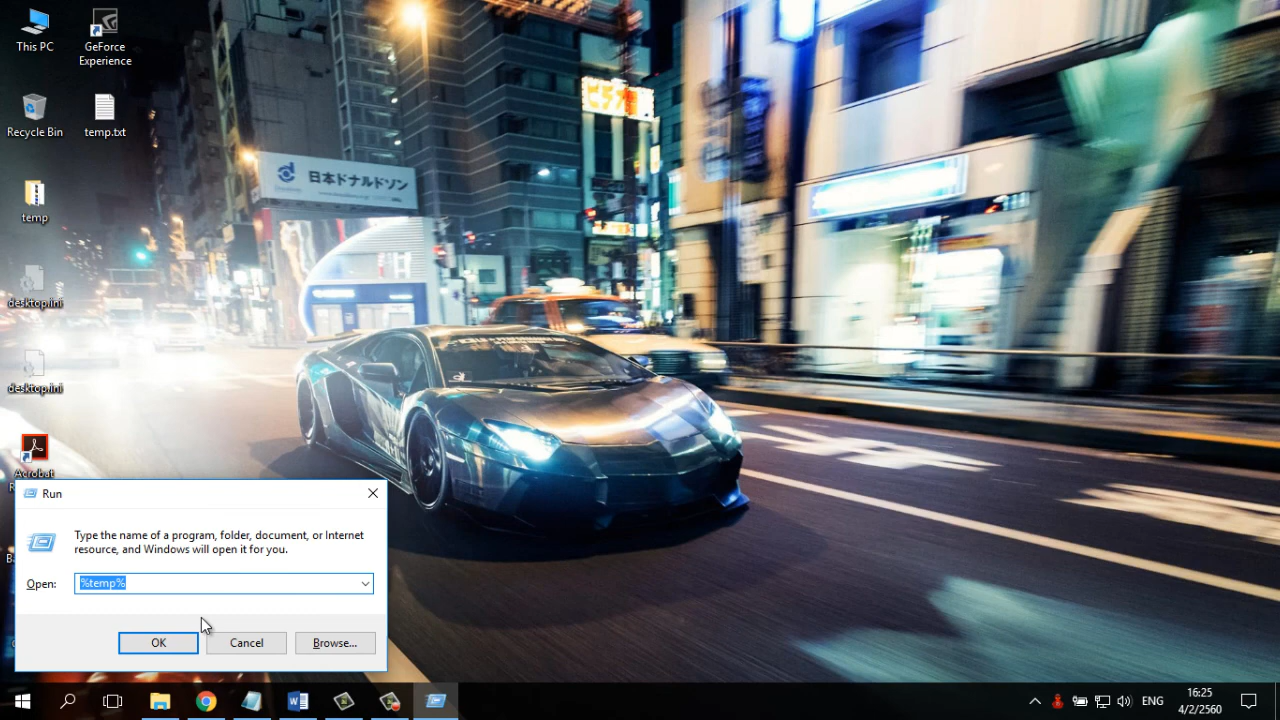 This PC
GeForce
Experience
Recycle Bin
temp.txt
temp
desktop.ini
desktop.ini
Acrobat
日本ドナルドソン
Run
Type the name of a program, folder, document, or Internet
resource, and Windows will open it for you.
Open:
%temp%
OK
Cancel
Browse...
ENG
16:25
4/2/2560